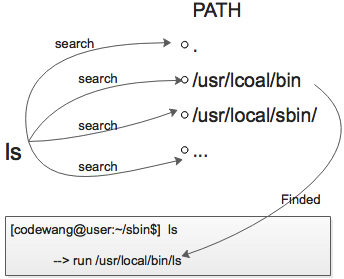 PATH
search
.
search
/usr/lcoal/bin
search
/usr/local/sbin/
ls
search
...
Finded
[codewang@user:~/sbin$] ls
--> run /usr/local/bin/ls